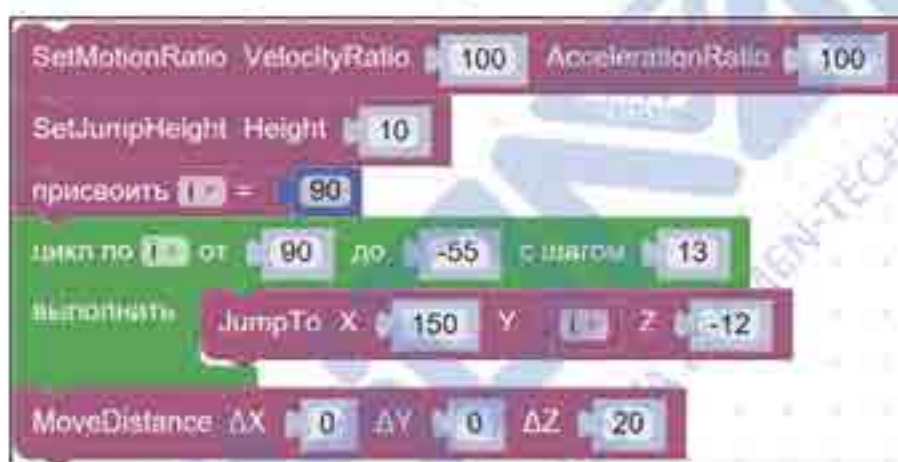 SetMotionRatio VelocityRatio 100 AccelerationRatio 100
SetJumpHeight Height 10
присвоить i = 90
цикл по i от 90 до -55 с шагом 13
выполнить JumpTo X 150 Y i Z -12
MoveDistance ΔX 0 ΔY 0 ΔZ 20